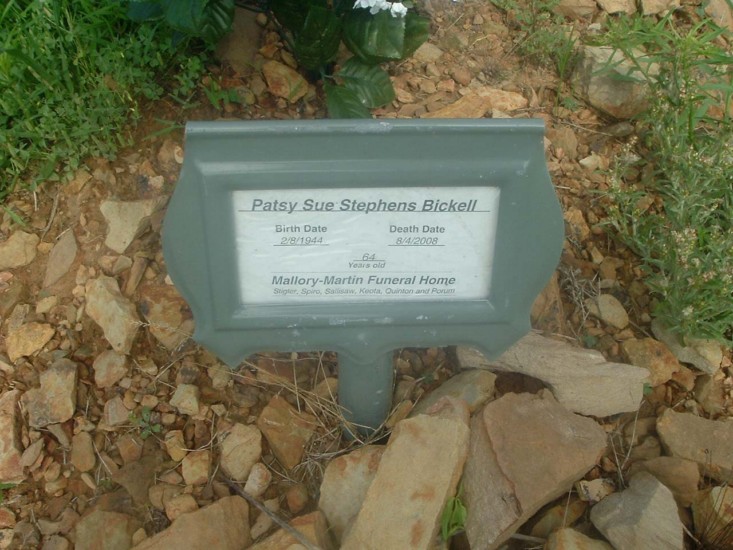 Patsy Sue Stephens Bickell
Birth Date Death Date
2/8/1944 8/4/2008
64
Years old
Mallory-Martin Funeral Home
Stigler, Spiro, Sallisaw, Keota, Quinton and Porum